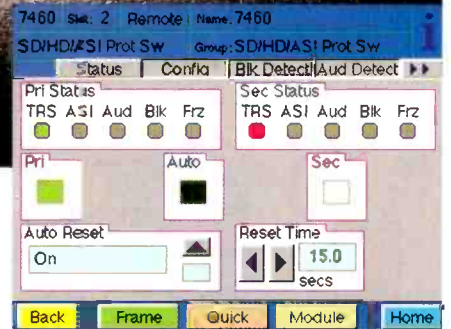 7460 Slot: 2 Remote Name: 7460
SD/HD/ASI Prot Sw Group: SD/HD/ASI Prot Sw
Status Config Blk Detect Aud Detect
Pri Status Sec Status
TRS ASI Aud Blk Frz TRS ASI Aud Blk Frz
Pri Auto Sec
Auto Reset Reset Time
On 15.0
secs
Back Frame Quick Module Home